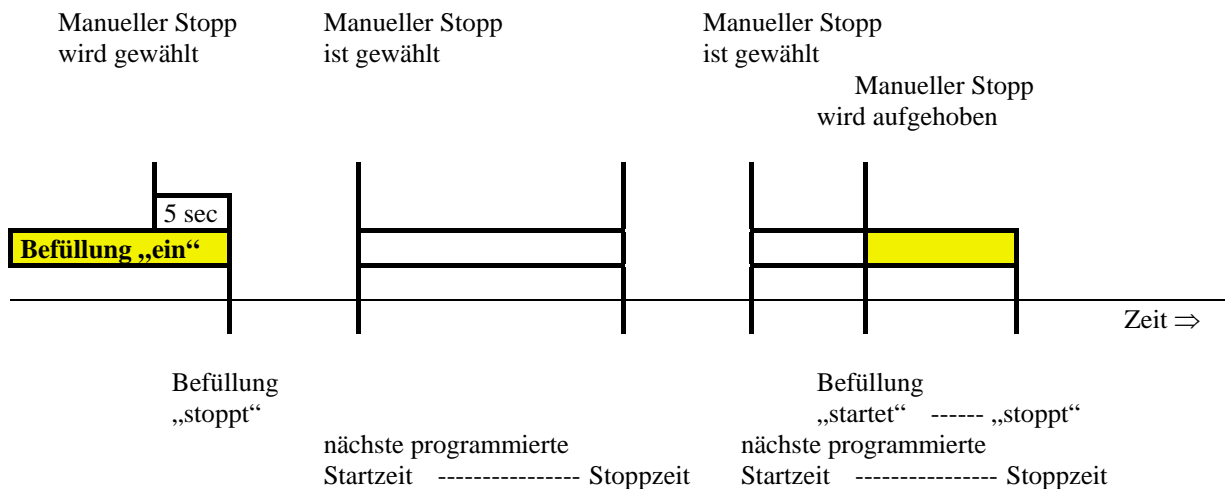 Manueller Stopp
wird gewählt
Manueller Stopp
ist gewählt
Manueller Stopp
ist gewählt
Manueller Stopp
wird aufgehoben
5 sec
Befüllung „ein“
Zeit ⇒
Befüllung
„stoppt“
Befüllung
„startet“ ------ „stoppt“
nächste programmierte
Startzeit ---------------- Stoppzeit
nächste programmierte
Startzeit ---------------- Stoppzeit